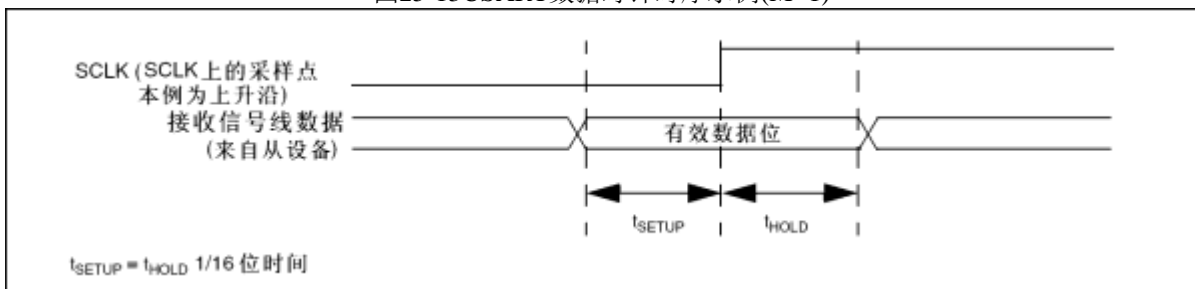 SCLK (SCLK上的采样点
本例为上升沿)
接收信号线数据
(来自从设备)
有效数据位
tSETUP
tHOLD
tSETUP = tHOLD 1/16 位时间